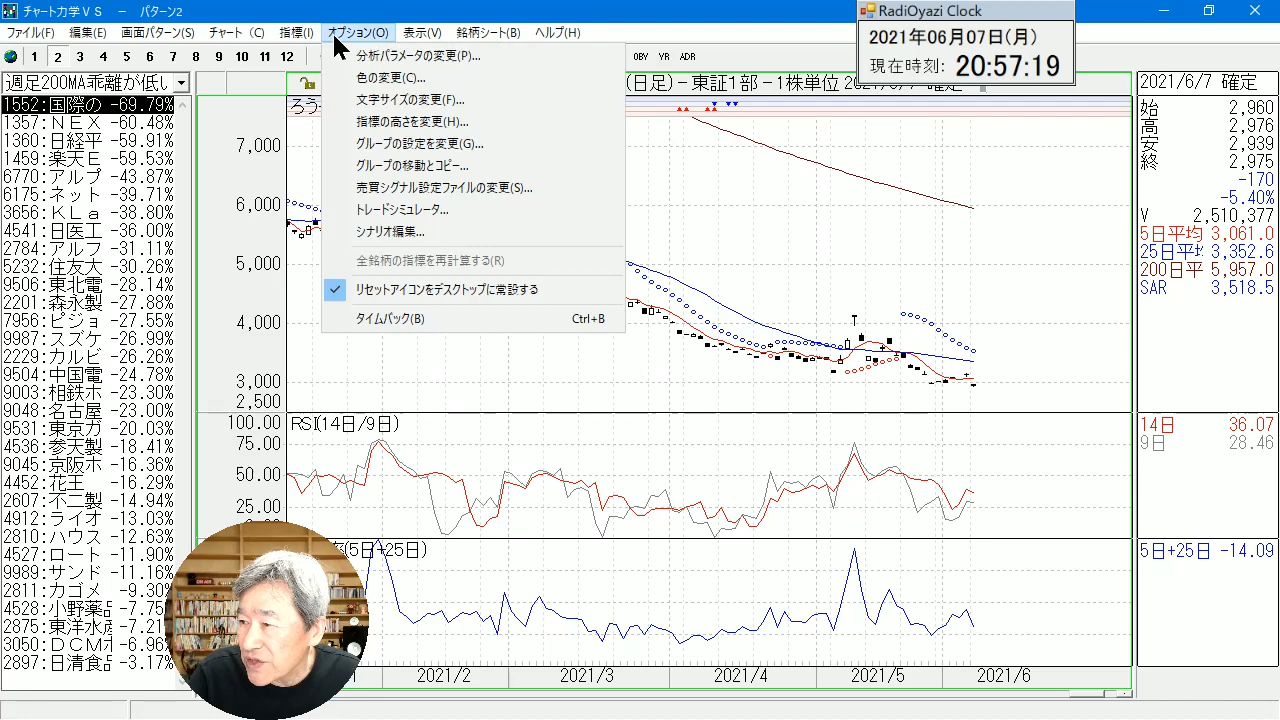 チャート力学VS － パターン2
RadiOyazi Clock
2021年06月07日(月)
現在時刻: 20:57:19
ファイル(F) 編集(E) 画面パターン(S) チャート (C) 指標(I) オプション(O) 表示(V) 銘柄シート(B) ヘルプ(H)
1 2 3 4 5 6 7 8 9 10 11 12
OBV VR ADR
分析パラメータの変更(P)...
色の変更(C)...
文字サイズの変更(F)...
指標の高さを変更(H)...
グループの設定を変更(G)...
グループの移動とコピー...
売買シグナル設定ファイルの変更(S)...
トレードシミュレータ...
シナリオ編集...
全銘柄の指標を再計算する(R)
リセットアイコンをデスクトップに常設する
タイムバック(B) Ctrl+B
週足200MA乖離が低い
1552:国際の -69.79%
1357:NEX -60.48%
1360:日経平 -59.91%
1459:楽天E -59.53%
6770:アルプ -43.87%
6175:ネット -39.71%
3656:KLa -38.80%
4541:日医工 -36.00%
2784:アルフ -31.11%
5232:住友大 -30.26%
9506:東北電 -28.14%
2201:森永製 -27.88%
7956:ピジョ -27.55%
9987:スズケ -26.98%
2229:カルビ -26.28%
9504:中国電 -24.78%
9003:相鉄ホ -23.30%
9048:名古屋 -23.00%
9531:東京ガ -20.03%
4536:参天製 -18.41%
9045:京阪ホ -16.36%
4452:花王 -16.29%
2607:不二製 -14.94%
4912:ライオ -13.03%
2810:ハウス -12.63%
4527:ロート -11.90%
9989:サンド -11.16%
2811:カゴメ -9.30%
4528:小野薬品 -7.75%
2875:東洋水産 -7.21%
3050:DCMホ -6.96%
2897:日清食品 -3.17%
(日足)－東証1部－1株単位
ろう
7,000
6,000
5,000
4,000
3,000
2,500
RSI(14日/9日)
100.00
75.00
50.00
25.00
(5日+25日)
2021/2 2021/3 2021/4 2021/5 2021/6
2021/6/7 確定
始 2,960
高 2,976
安 2,939
終 2,975
-170
-5.40%
V 2,510,377
5日平均 3,061.0
25日平均 3,352.6
200日平 5,957.0
SAR 3,518.5
14日 36.07
9日 28.46
5日+25日 -14.09